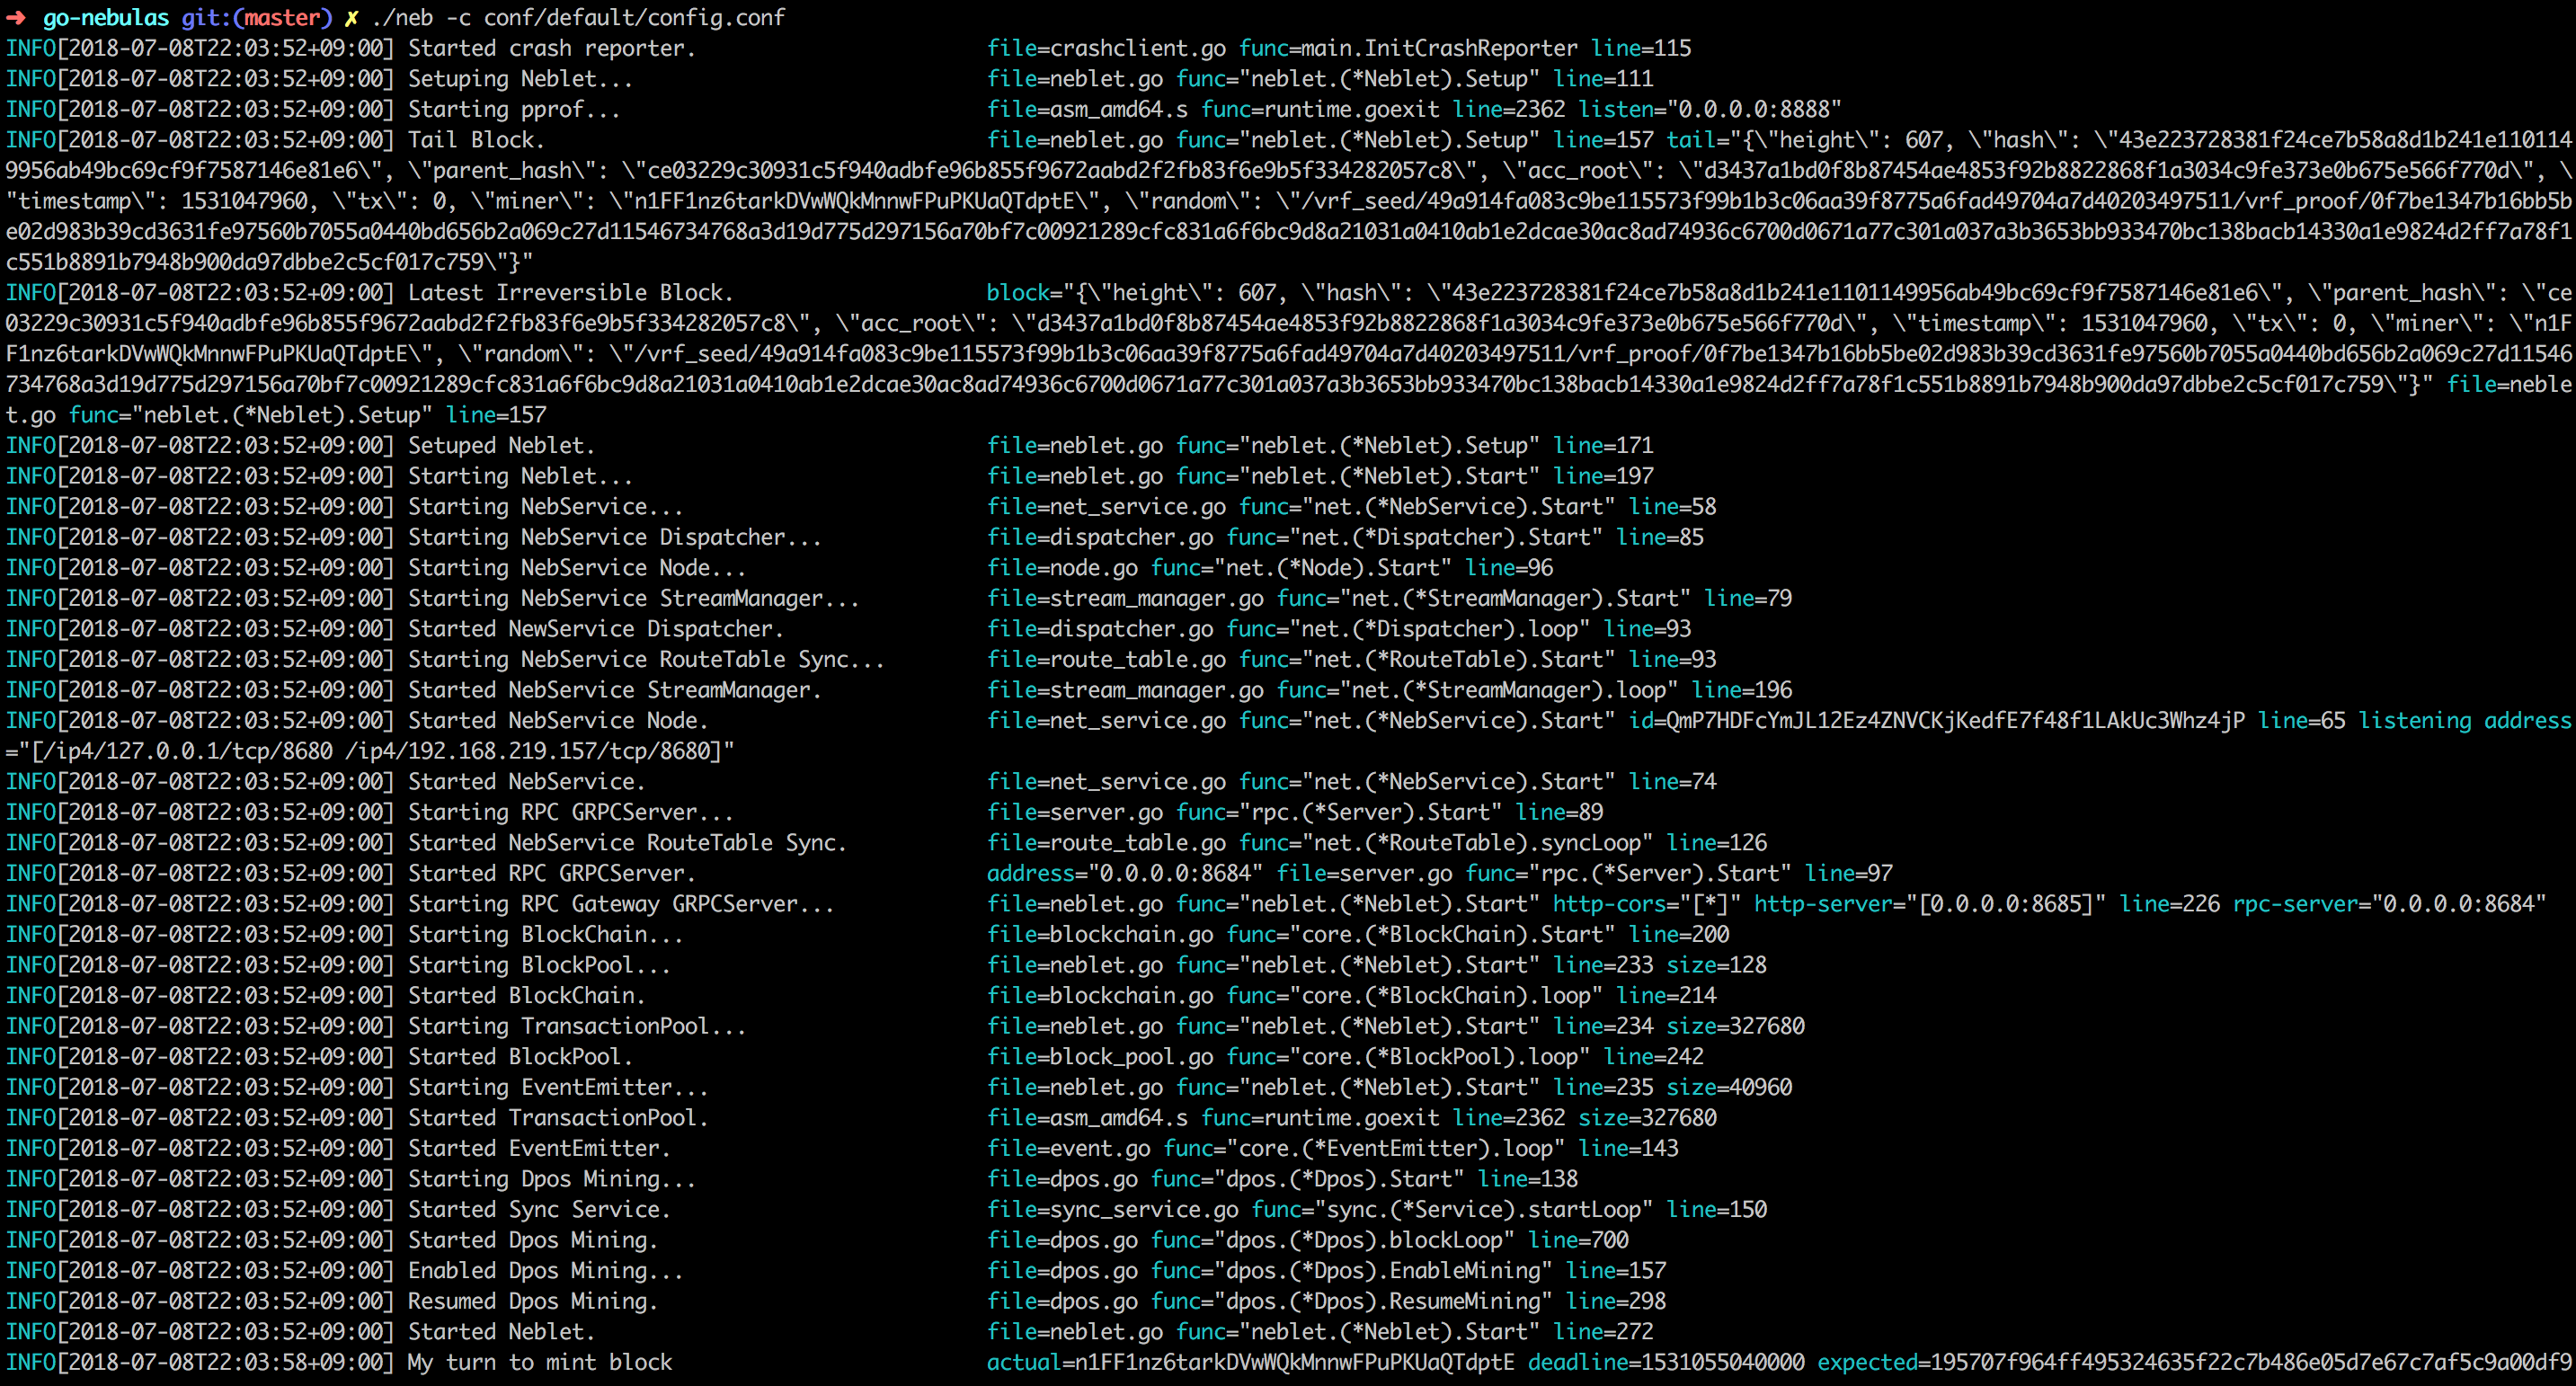 ➜  go-nebulas git:(master) ✗ ./neb -c conf/default/config.conf
INFO[2018-07-08T22:03:52+09:00] Started crash reporter.                       file=crashclient.go func=main.InitCrashReporter line=115
INFO[2018-07-08T22:03:52+09:00] Setuping Neblet...                            file=neblet.go func="neblet.(*Neblet).Setup" line=111
INFO[2018-07-08T22:03:52+09:00] Starting pprof...                             file=asm_amd64.s func=runtime.goexit line=2362 listen="0.0.0.0:8888"
INFO[2018-07-08T22:03:52+09:00] Tail Block.                                   file=neblet.go func="neblet.(*Neblet).Setup" line=157 tail="{\"height\": 607, \"hash\": \"43e223728381f24ce7b58a8d1b241e110114
9956ab49bc69cf9f7587146e81e6\", \"parent_hash\": \"ce03229c30931c5f940adbfe96b855f9672aabd2f2fb83f6e9b5f334282057c8\", \"acc_root\": \"d3437a1bd0f8b87454ae4853f92b8822868f1a3034c9fe373e0b675e566f770d\", \
"timestamp\": 1531047960, \"tx\": 0, \"miner\": \"n1FF1nz6tarkDVwWQkMnnwFPuPKUaQTdptE\", \"random\": \"/vrf_seed/49a914fa083c9be115573f99b1b3c06aa39f8775a6fad49704a7d40203497511/vrf_proof/0f7be1347b16bb5b
e02d983b39cd3631fe97560b7055a0440bd656b2a069c27d11546734768a3d19d775d297156a70bf7c00921289cfc831a6f6bc9d8a21031a0410ab1e2dcae30ac8ad74936c6700d0671a77c301a037a3b3653bb933470bc138bacb14330a1e9824d2ff7a78f1
c551b8891b7948b900da97dbbe2c5cf017c759\"}"
INFO[2018-07-08T22:03:52+09:00] Latest Irreversible Block.                    block="{\"height\": 607, \"hash\": \"43e223728381f24ce7b58a8d1b241e1101149956ab49bc69cf9f7587146e81e6\", \"parent_hash\": \"ce
03229c30931c5f940adbfe96b855f9672aabd2f2fb83f6e9b5f334282057c8\", \"acc_root\": \"d3437a1bd0f8b87454ae4853f92b8822868f1a3034c9fe373e0b675e566f770d\", \"timestamp\": 1531047960, \"tx\": 0, \"miner\": \"n1F
F1nz6tarkDVwWQkMnnwFPuPKUaQTdptE\", \"random\": \"/vrf_seed/49a914fa083c9be115573f99b1b3c06aa39f8775a6fad49704a7d40203497511/vrf_proof/0f7be1347b16bb5be02d983b39cd3631fe97560b7055a0440bd656b2a069c27d11546
734768a3d19d775d297156a70bf7c00921289cfc831a6f6bc9d8a21031a0410ab1e2dcae30ac8ad74936c6700d0671a77c301a037a3b3653bb933470bc138bacb14330a1e9824d2ff7a78f1c551b8891b7948b900da97dbbe2c5cf017c759\"}" file=neble
t.go func="neblet.(*Neblet).Setup" line=157
INFO[2018-07-08T22:03:52+09:00] Setuped Neblet.                               file=neblet.go func="neblet.(*Neblet).Setup" line=171
INFO[2018-07-08T22:03:52+09:00] Starting Neblet...                            file=neblet.go func="neblet.(*Neblet).Start" line=197
INFO[2018-07-08T22:03:52+09:00] Starting NebService...                        file=net_service.go func="net.(*NebService).Start" line=58
INFO[2018-07-08T22:03:52+09:00] Starting NebService Dispatcher...             file=dispatcher.go func="net.(*Dispatcher).Start" line=85
INFO[2018-07-08T22:03:52+09:00] Starting NebService Node...                   file=node.go func="net.(*Node).Start" line=96
INFO[2018-07-08T22:03:52+09:00] Starting NebService StreamManager...          file=stream_manager.go func="net.(*StreamManager).Start" line=79
INFO[2018-07-08T22:03:52+09:00] Started NewService Dispatcher.                file=dispatcher.go func="net.(*Dispatcher).loop" line=93
INFO[2018-07-08T22:03:52+09:00] Starting NebService RouteTable Sync...        file=route_table.go func="net.(*RouteTable).Start" line=93
INFO[2018-07-08T22:03:52+09:00] Started NebService StreamManager.             file=stream_manager.go func="net.(*StreamManager).loop" line=196
INFO[2018-07-08T22:03:52+09:00] Started NebService Node.                      file=net_service.go func="net.(*NebService).Start" id=QmP7HDFcYmJL12Ez4ZNVCKjKedfE7f48f1LAkUc3Whz4jP line=65 listening address
="[/ip4/127.0.0.1/tcp/8680 /ip4/192.168.219.157/tcp/8680]"
INFO[2018-07-08T22:03:52+09:00] Started NebService.                           file=net_service.go func="net.(*NebService).Start" line=74
INFO[2018-07-08T22:03:52+09:00] Starting RPC GRPCServer...                    file=server.go func="rpc.(*Server).Start" line=89
INFO[2018-07-08T22:03:52+09:00] Started NebService RouteTable Sync.           file=route_table.go func="net.(*RouteTable).syncLoop" line=126
INFO[2018-07-08T22:03:52+09:00] Started RPC GRPCServer.                       address="0.0.0.0:8684" file=server.go func="rpc.(*Server).Start" line=97
INFO[2018-07-08T22:03:52+09:00] Starting RPC Gateway GRPCServer...            file=neblet.go func="neblet.(*Neblet).Start" http-cors="[*]" http-server="[0.0.0.0:8685]" line=226 rpc-server="0.0.0.0:8684"
INFO[2018-07-08T22:03:52+09:00] Starting BlockChain...                        file=blockchain.go func="core.(*BlockChain).Start" line=200
INFO[2018-07-08T22:03:52+09:00] Starting BlockPool...                         file=neblet.go func="neblet.(*Neblet).Start" line=233 size=128
INFO[2018-07-08T22:03:52+09:00] Started BlockChain.                           file=blockchain.go func="core.(*BlockChain).loop" line=214
INFO[2018-07-08T22:03:52+09:00] Starting TransactionPool...                   file=neblet.go func="neblet.(*Neblet).Start" line=234 size=327680
INFO[2018-07-08T22:03:52+09:00] Started BlockPool.                            file=block_pool.go func="core.(*BlockPool).loop" line=242
INFO[2018-07-08T22:03:52+09:00] Starting EventEmitter...                      file=neblet.go func="neblet.(*Neblet).Start" line=235 size=40960
INFO[2018-07-08T22:03:52+09:00] Started TransactionPool.                      file=asm_amd64.s func=runtime.goexit line=2362 size=327680
INFO[2018-07-08T22:03:52+09:00] Started EventEmitter.                         file=event.go func="core.(*EventEmitter).loop" line=143
INFO[2018-07-08T22:03:52+09:00] Starting Dpos Mining...                       file=dpos.go func="dpos.(*Dpos).Start" line=138
INFO[2018-07-08T22:03:52+09:00] Started Sync Service.                         file=sync_service.go func="sync.(*Service).startLoop" line=150
INFO[2018-07-08T22:03:52+09:00] Started Dpos Mining.                          file=dpos.go func="dpos.(*Dpos).blockLoop" line=700
INFO[2018-07-08T22:03:52+09:00] Enabled Dpos Mining...                        file=dpos.go func="dpos.(*Dpos).EnableMining" line=157
INFO[2018-07-08T22:03:52+09:00] Resumed Dpos Mining.                          file=dpos.go func="dpos.(*Dpos).ResumeMining" line=298
INFO[2018-07-08T22:03:52+09:00] Started Neblet.                               file=neblet.go func="neblet.(*Neblet).Start" line=272
INFO[2018-07-08T22:03:58+09:00] My turn to mint block                         actual=n1FF1nz6tarkDVwWQkMnnwFPuPKUaQTdptE deadline=1531055040000 expected=195707f964ff495324635f22c7b486e05d7e67c7af5c9a00df9